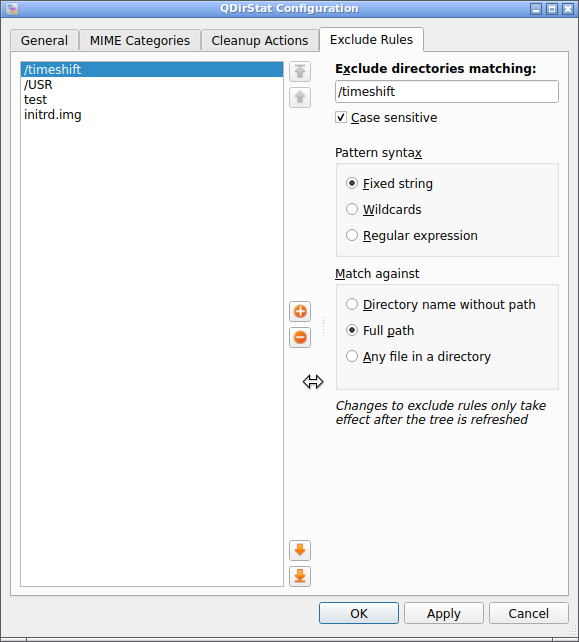 QDirStat Configuration
General
MIME Categories
Cleanup Actions
Exclude Rules
/timeshift
/USR
test
initrd.img
Exclude directories matching:
/timeshift
Case sensitive
Pattern syntax
Fixed string
Wildcards
Regular expression
Match against
Directory name without path
Full path
Any file in a directory
Changes to exclude rules only take
effect after the tree is refreshed
OK
Apply
Cancel